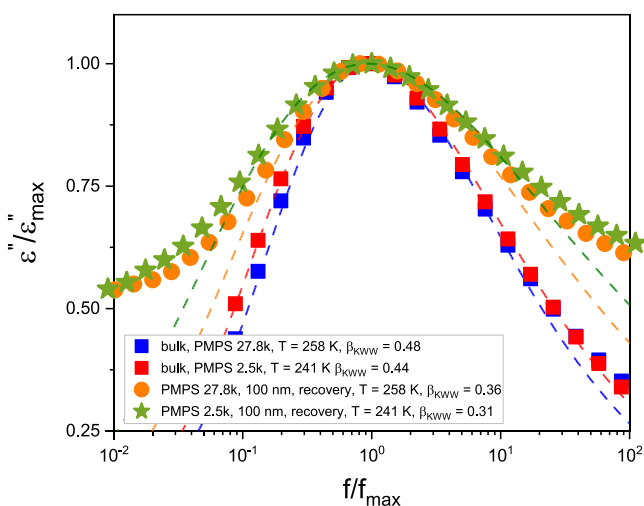 1.00
0.75
0.50
0.25
ε"/ε"max
bulk, PMPS 27.8k, T = 258 K, βKWW = 0.48
bulk, PMPS 2.5k, T = 241 K βKWW = 0.44
PMPS 27.8k, 100 nm, recovery, T = 258 K, βKWW = 0.36
PMPS 2.5k, 100 nm, recovery, T = 241 K, βKWW = 0.31
10-2 10-1 100 101 102
f/fmax